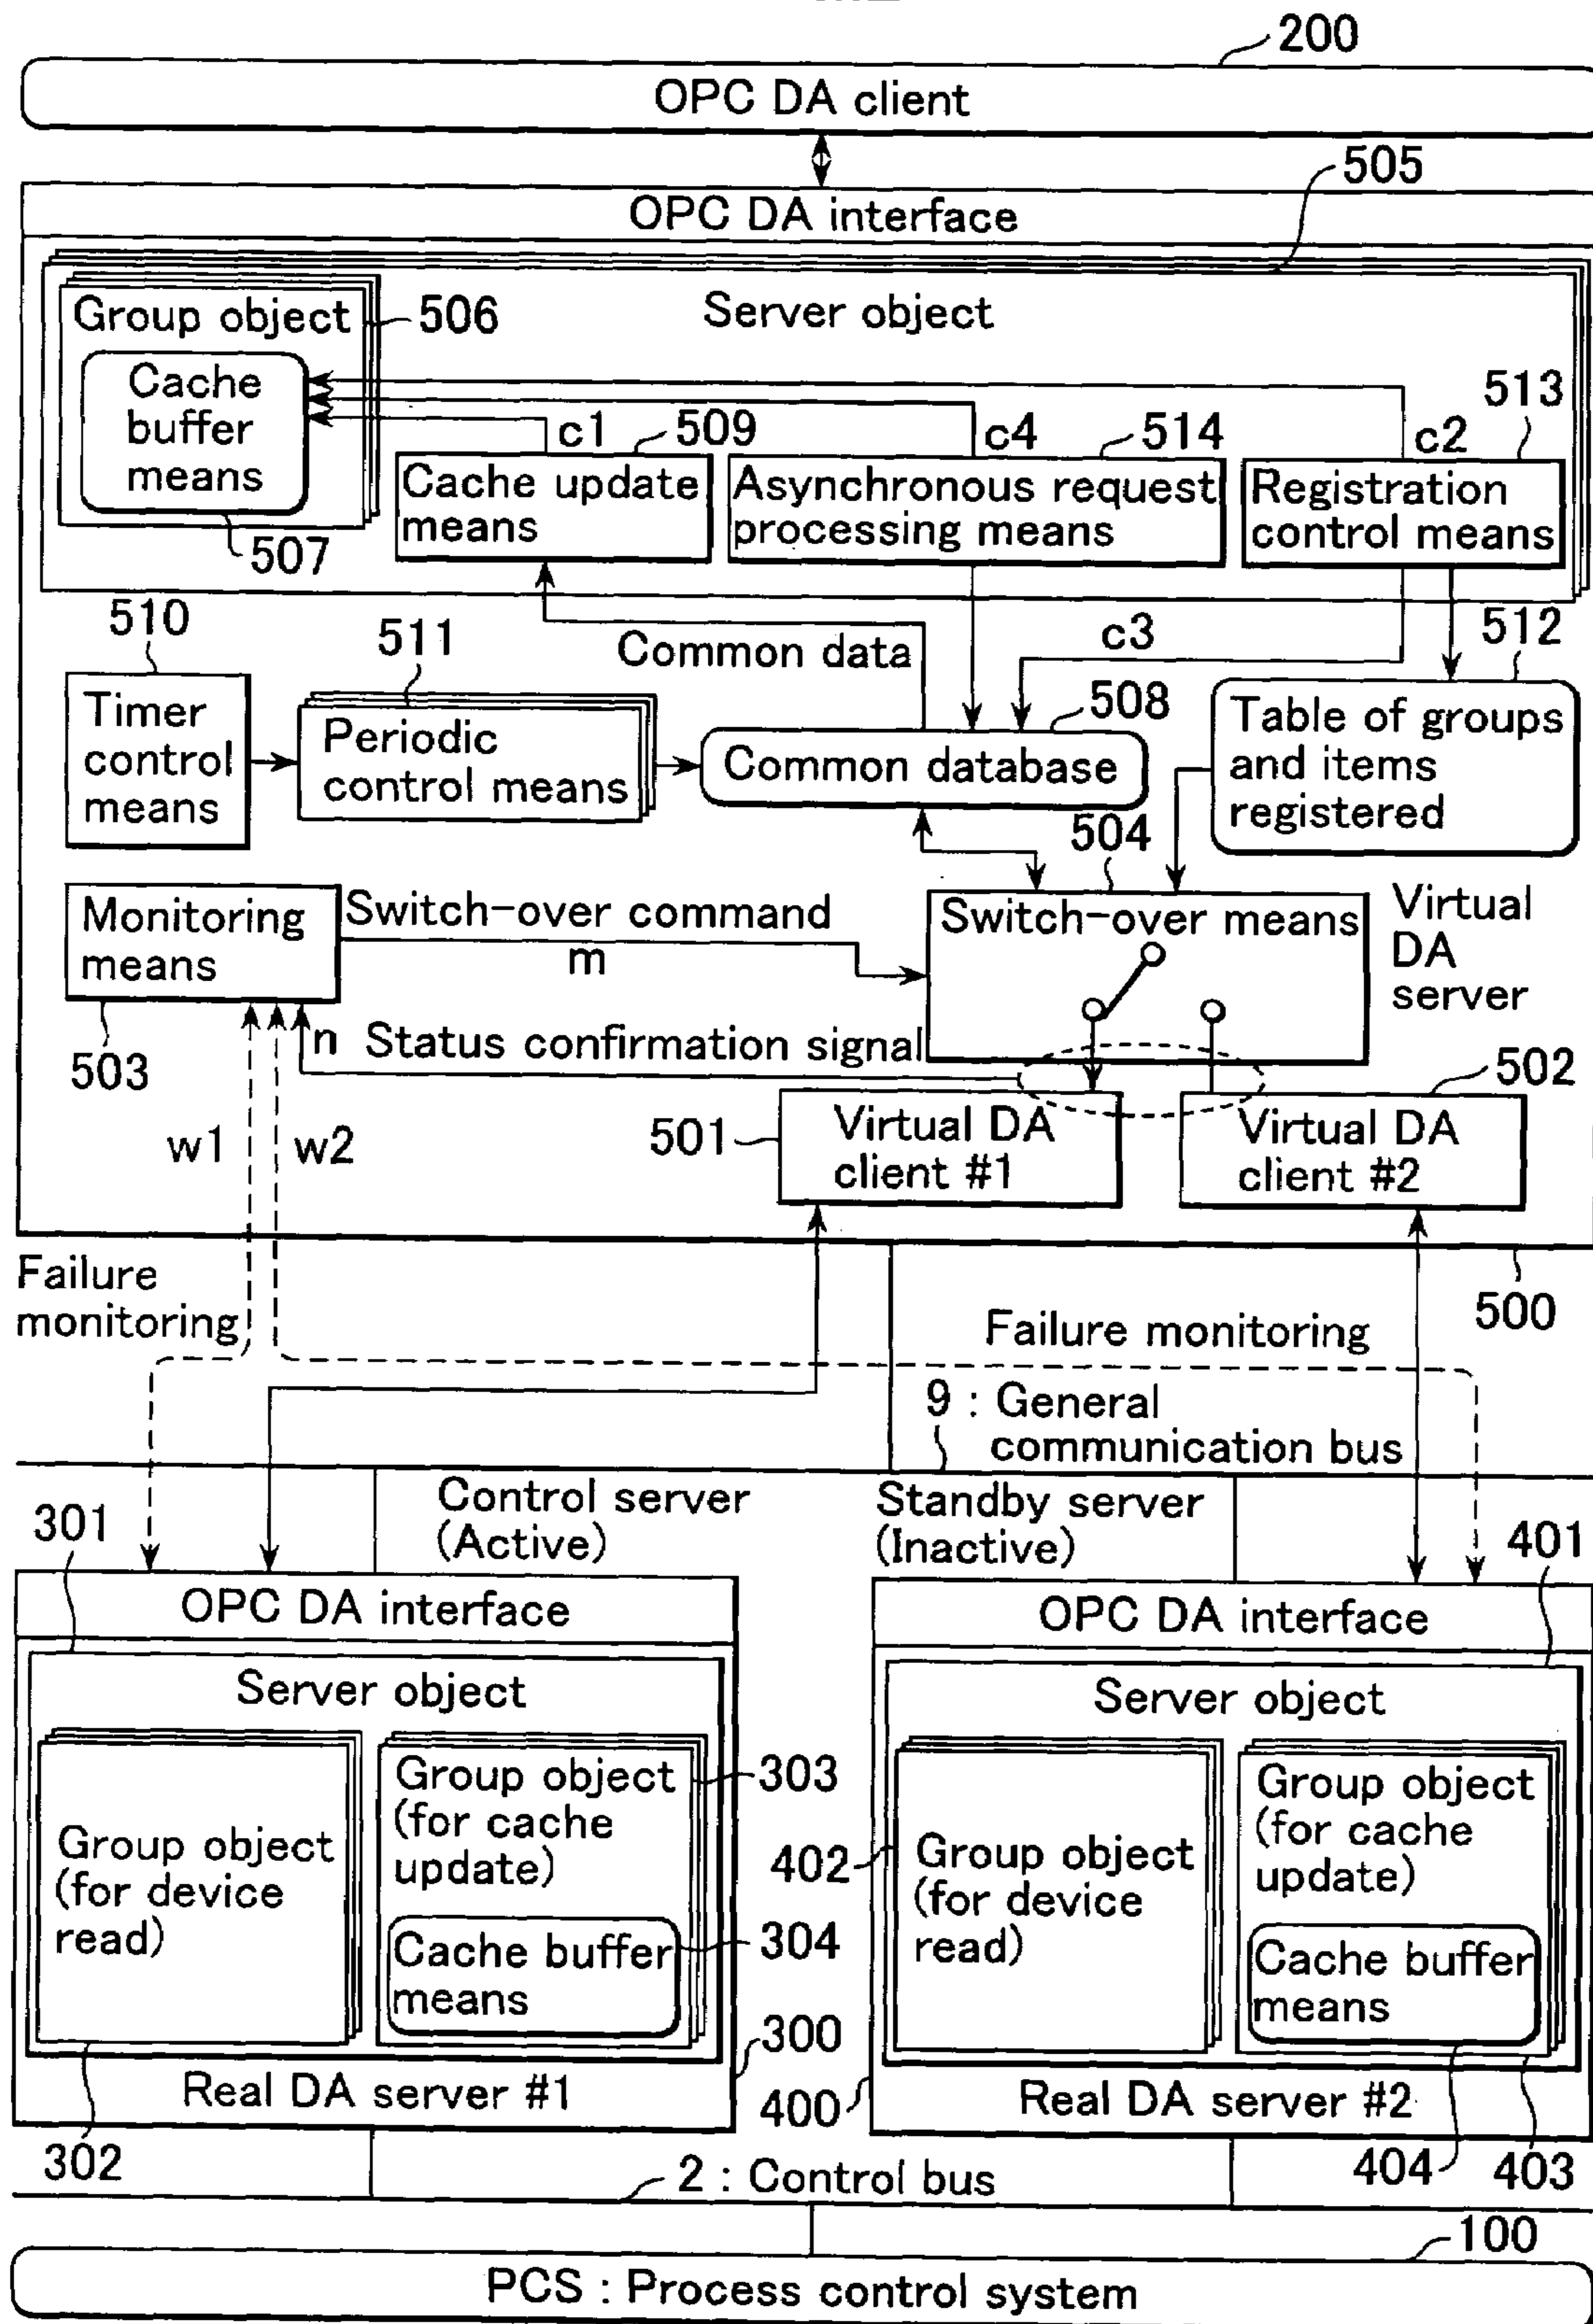 200
OPC DA client
505
OPC DA interface
Group object
506
Server object
Cache
buffer
means
507
c1
509
c4
514
c2
513
Cache update
means
Asynchronous request
processing means
Registration
control means
510
511
Common data
c3
512
Timer
control
means
Periodic
control means
508
Common database
Table of groups
and items
registered
504
Monitoring
means
Switch-over command
m
Switch-over means
Virtual
DA
server
503
n Status confirmation signal
502
w1
w2
501
Virtual DA
client #1
Virtual DA
client #2
Failure
monitoring
500
Failure monitoring
9 : General
communication bus
301
Control server
(Active)
Standby server
(Inactive)
401
OPC DA interface
OPC DA interface
Server object
Server object
Group object
(for device
read)
Group object
(for cache
update)
303
Cache buffer
means
304
402
Group object
(for device
read)
Group object
(for cache
update)
Cache buffer
means
300
Real DA server #1
400
Real DA server #2
302
404
403
2 : Control bus
100
PCS : Process control system